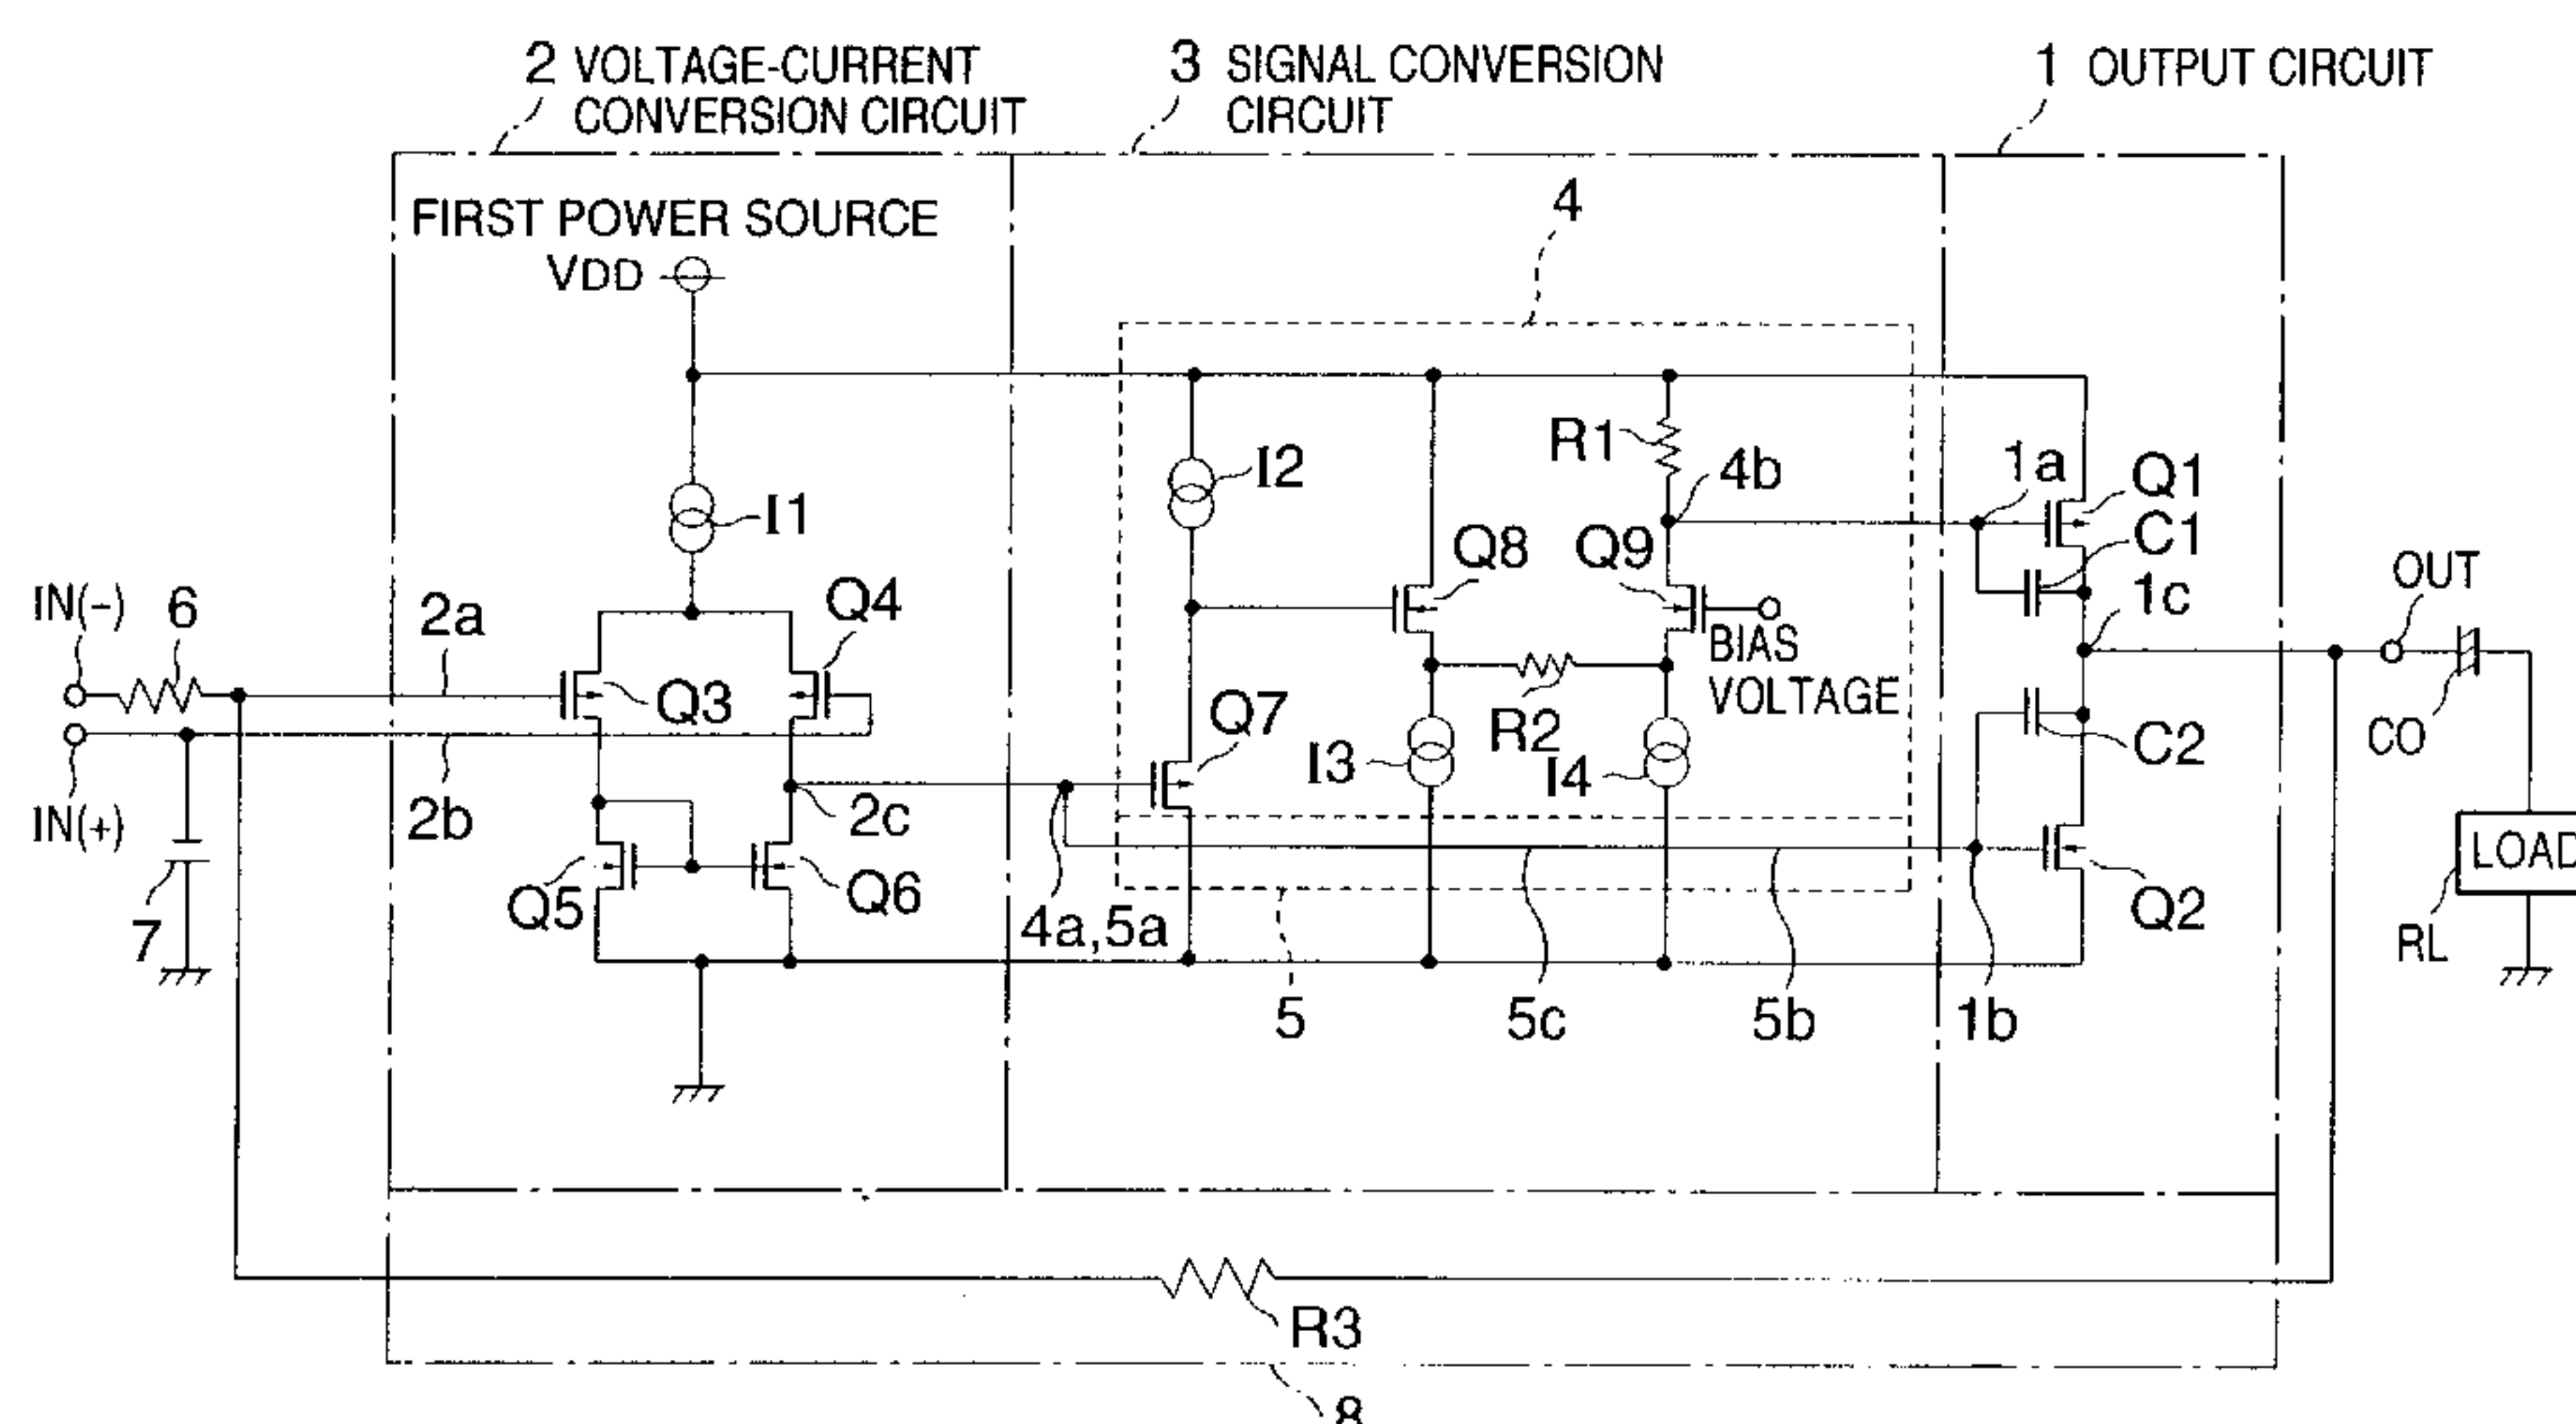 2 VOLTAGE-CURRENT
CONVERSION CIRCUIT
3 SIGNAL CONVERSION
CIRCUIT
1 OUTPUT CIRCUIT
FIRST POWER SOURCE
VDD
4
I1
I2
R1
4b
1a
Q1
C1
1c
OUT
IN(-)
6
2a
Q3
Q4
Q8
Q9
BIAS
VOLTAGE
R2
Q7
I3
I4
C2
CO
IN(+)
7
2b
2c
Q5
Q6
4a,5a
5
5c
5b
1b
Q2
LOAD
RL
R3
8